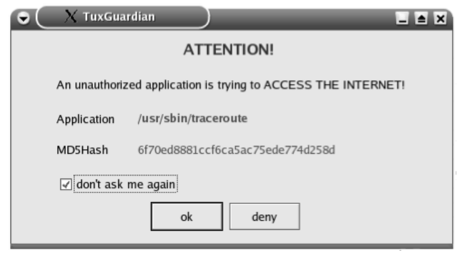 TuxGuardian
ATTENTION!
An unauthorized application is trying to ACCESS THE INTERNET!
Application /usr/sbin/traceroute
MD5Hash 6f70ed8881ccf6ca5ac75ede774d258d
don't ask me again
ok deny